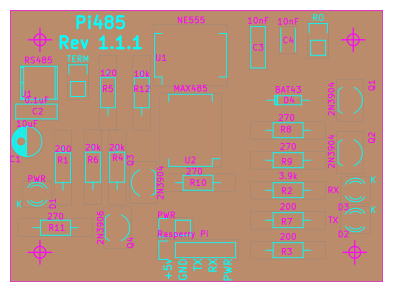 Pi485
Rev 1.1.1
NE555
10nF
10nF
RO
RS485
TERM
U1
C3
C4
120
10k
MAX485
BAT43
Q1
J1
0.1uF
R5
R12
D4
2N3904
C2
10uF
270
R8
Q2
C1
200
20k
20k
Q3
U2
270
2N3904
R1
R6
R4
R9
PWR
270
3,9k
R10
2N3904
R2
RX
K
K
D1
D3
270
2N3906
PWR
200
K
R11
Q4
Rasperry Pi
R7
TX
D2
200
R3
+5v
GND
TX
RX
PWR